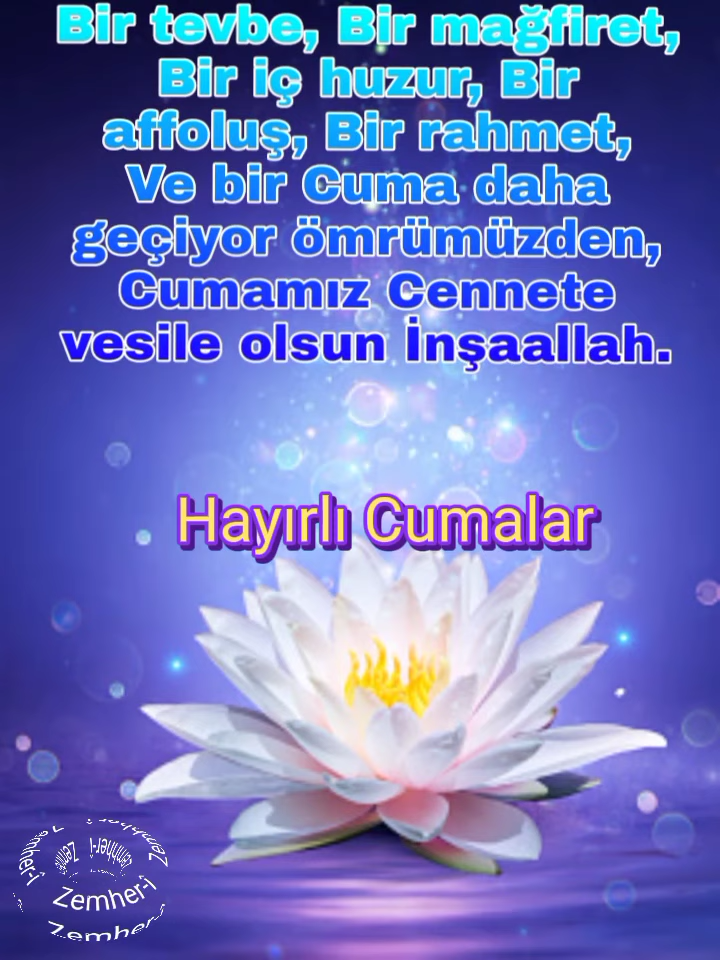 Bir tevbe, Bir mağfiret,
Bir iç huzur, Bir
affoluş, Bir rahmet,
Ve bir Cuma daha
geçiyor ömrümüzden,
Cumamız Cennete
vesile olsun İnşaallah.
Hayırlı Cumalar
Zemher-î